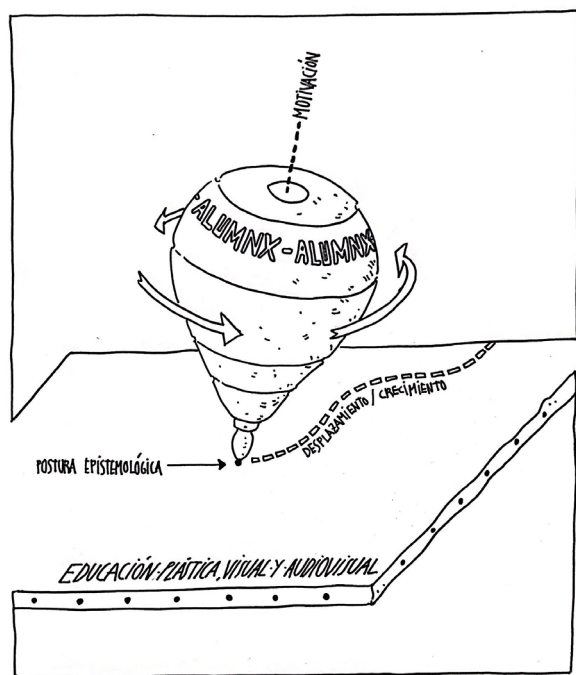 MOTIVACIÓN
ALUMNX - ALUMNX
DESPLAZAMIENTO / CRECIMIENTO
POSTURA EPISTEMOLÓGICA
EDUCACIÓN PLÁSTICA, VISUAL Y AUDIOVISUAL